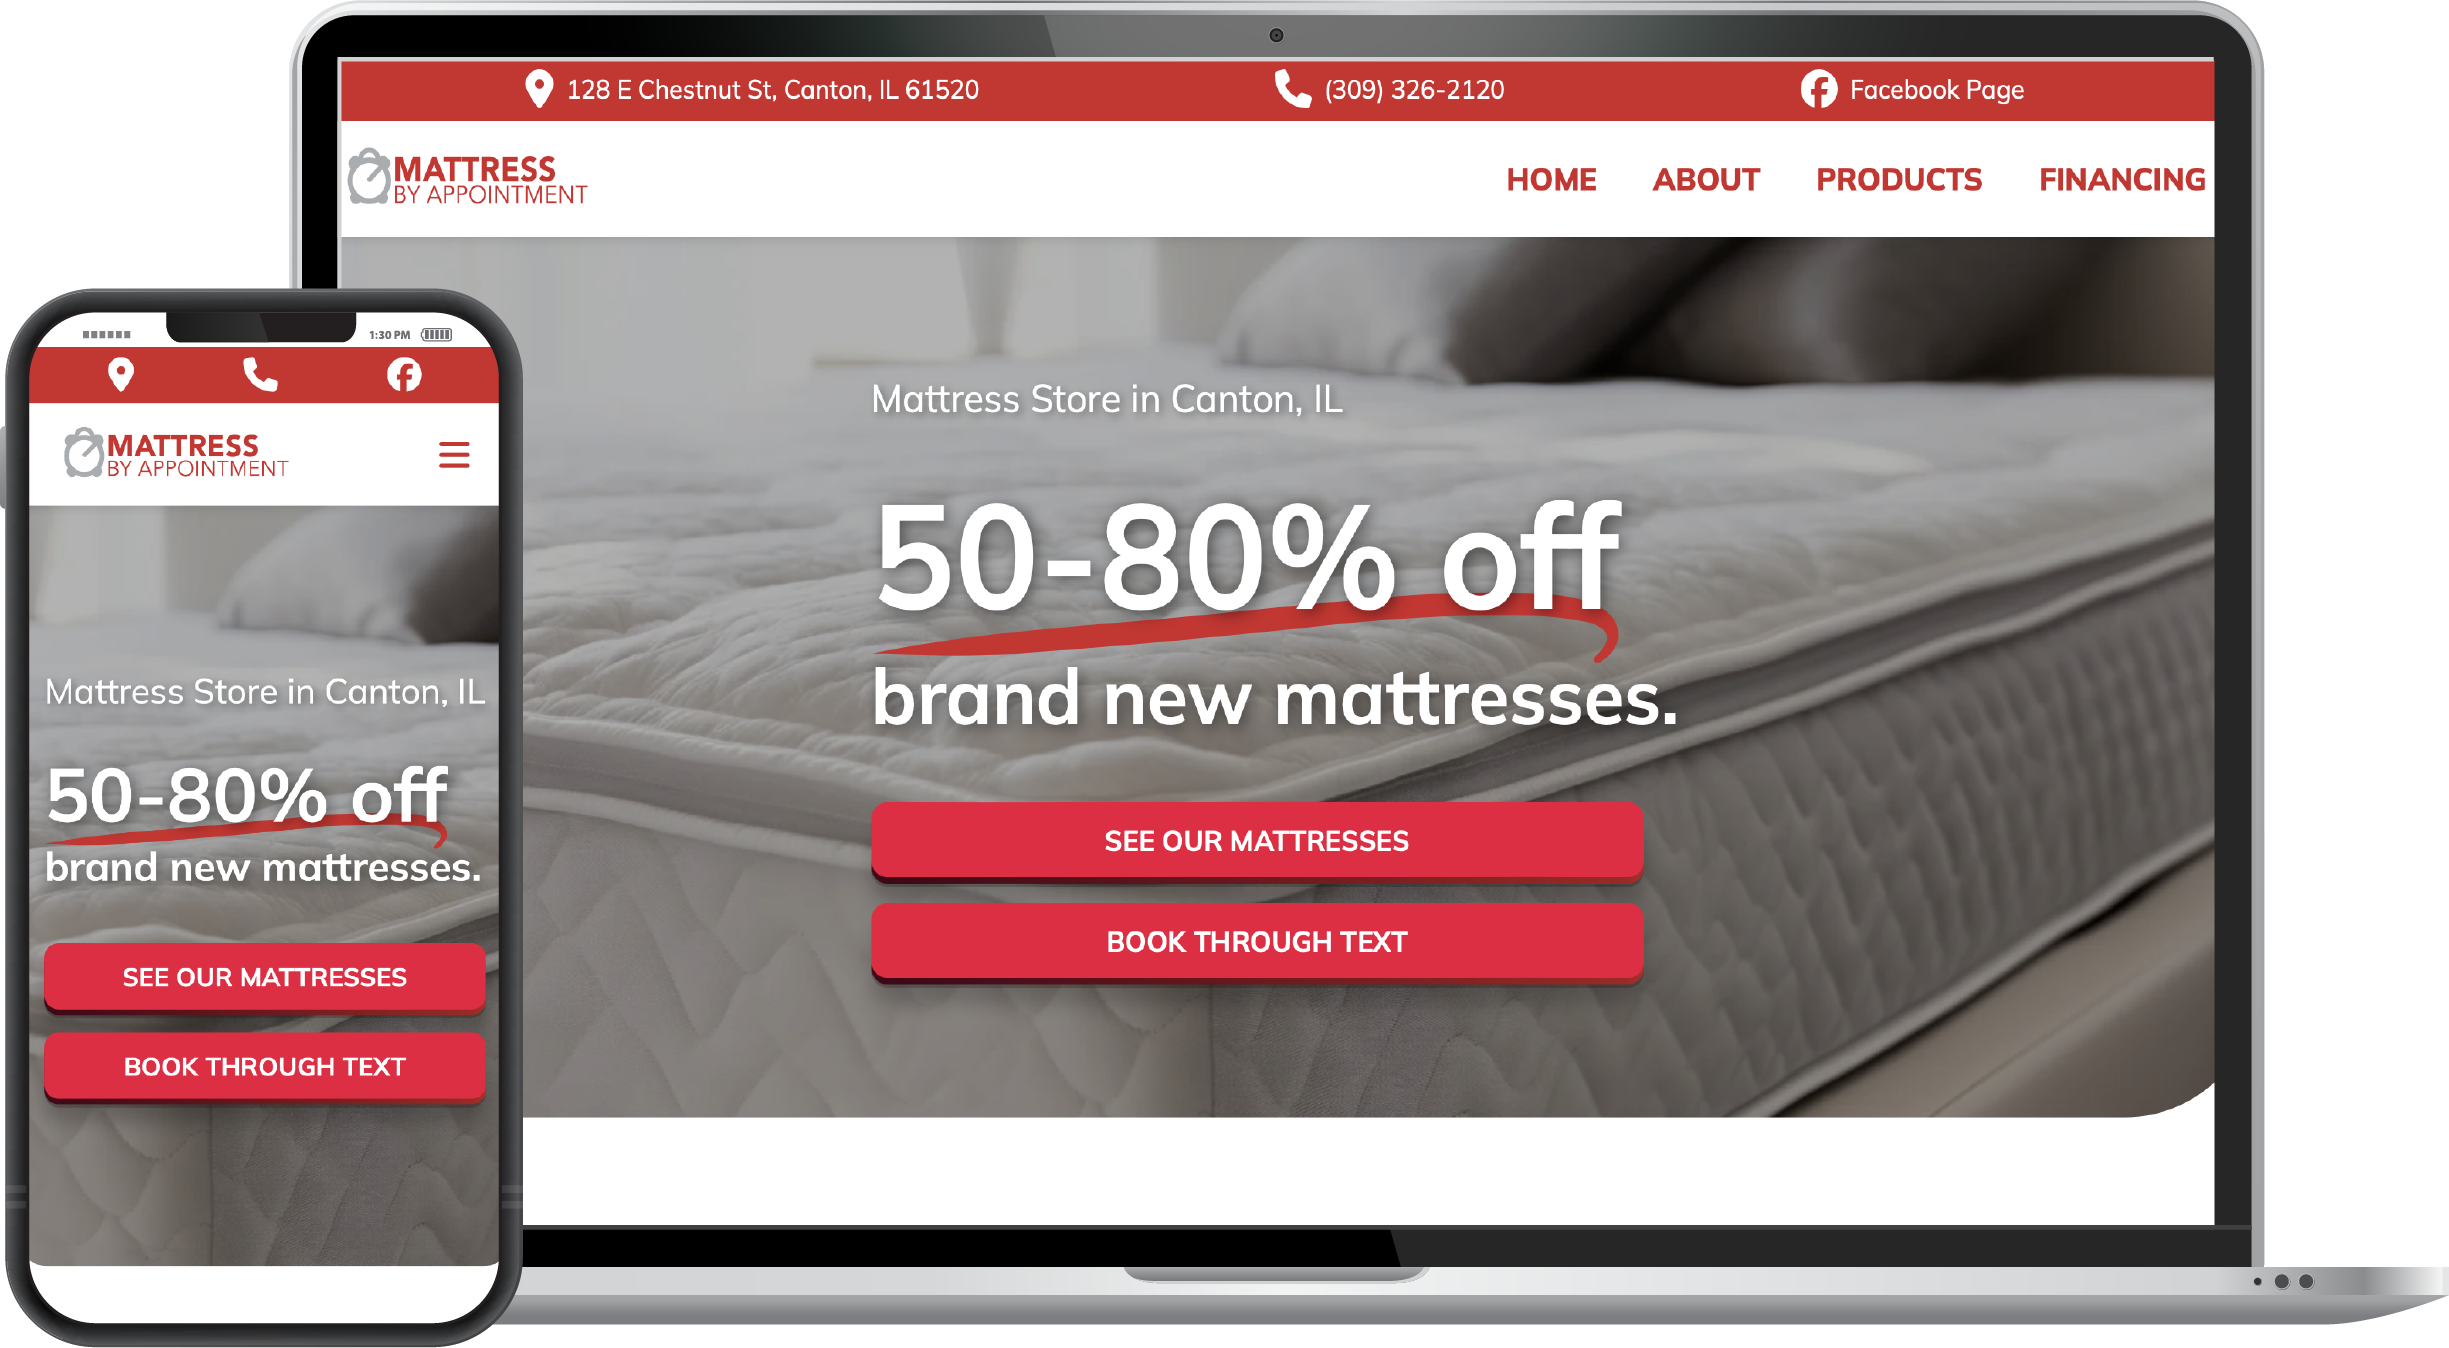 128 E Chestnut St, Canton, IL 61520
(309) 326-2120
Facebook Page
MATTRESS
BY APPOINTMENT
HOME
ABOUT
PRODUCTS
FINANCING
Mattress Store in Canton, IL
50-80% off
brand new mattresses.
SEE OUR MATTRESSES
BOOK THROUGH TEXT
1:30 PM
MATTRESS
BY APPOINTMENT
Mattress Store in Canton, IL
50-80% off
brand new mattresses.
SEE OUR MATTRESSES
BOOK THROUGH TEXT